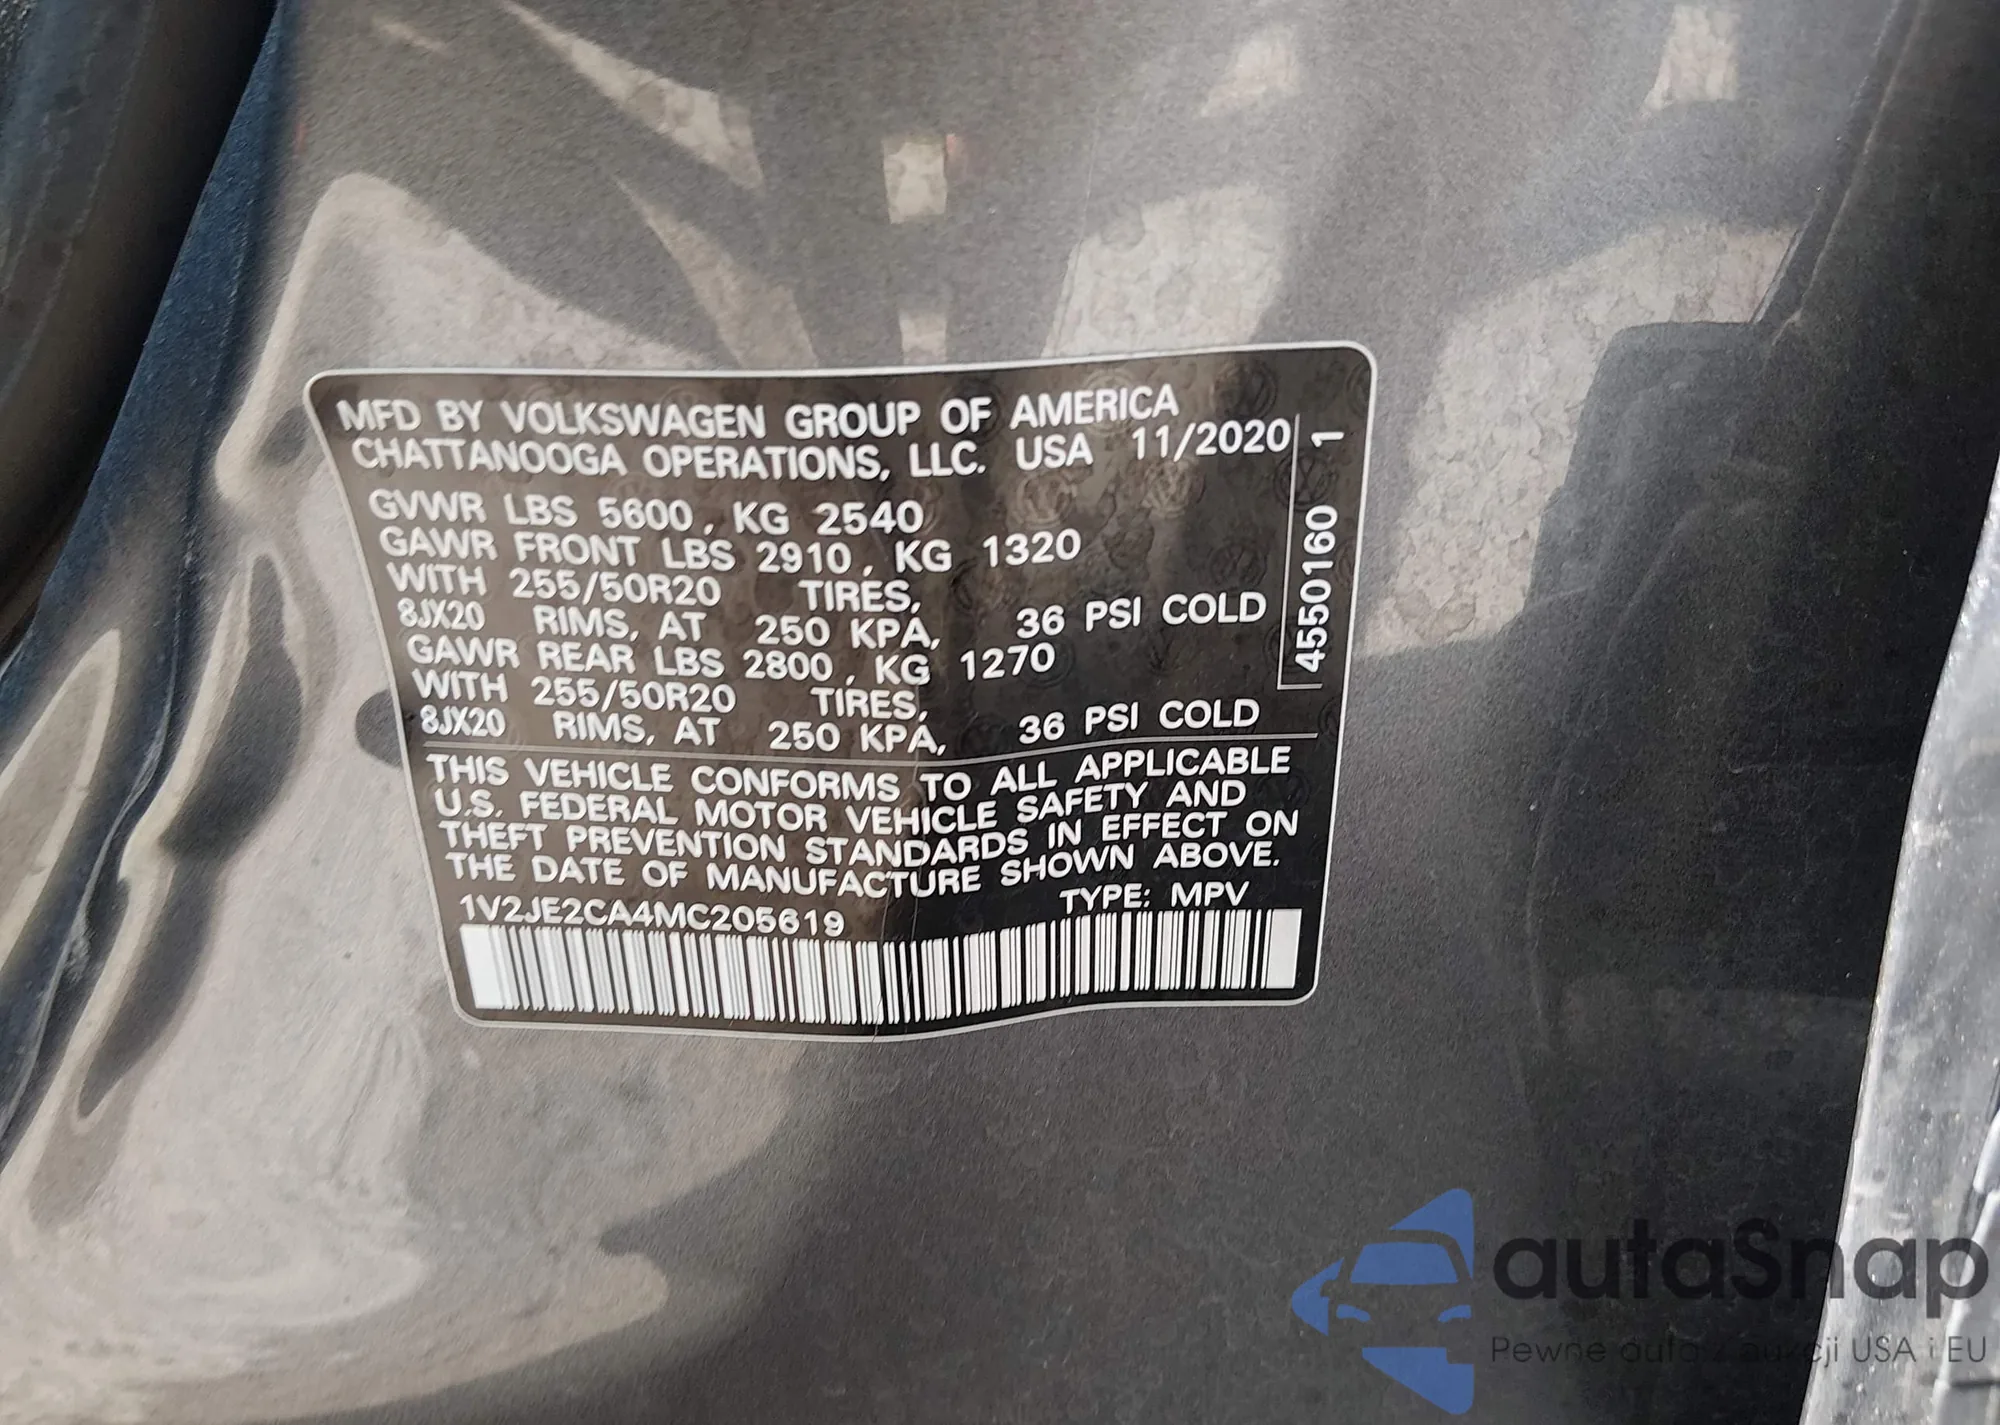 MFD BY VOLKSWAGEN GROUP OF AMERICA
CHATTANOOGA OPERATIONS, LLC. USA 11/2020
GVWR LBS 5600, KG 2540
GAWR FRONT LBS 2910, KG 1320
WITH 255/50R20 TIRES,
8JX20 RIMS, AT 250 KPA, 36 PSI COLD
GAWR REAR LBS 2800, KG 1270
WITH 255/50R20 TIRES,
8JX20 RIMS, AT 250 KPA, 36 PSI COLD
4550160 1
THIS VEHICLE CONFORMS TO ALL APPLICABLE
U.S. FEDERAL MOTOR VEHICLE SAFETY AND
THEFT PREVENTION STANDARDS IN EFFECT ON
THE DATE OF MANUFACTURE SHOWN ABOVE.
1V2JE2CA4MC205619 TYPE: MPV
autaSnap
Pewne auta z aukcji USA i EU